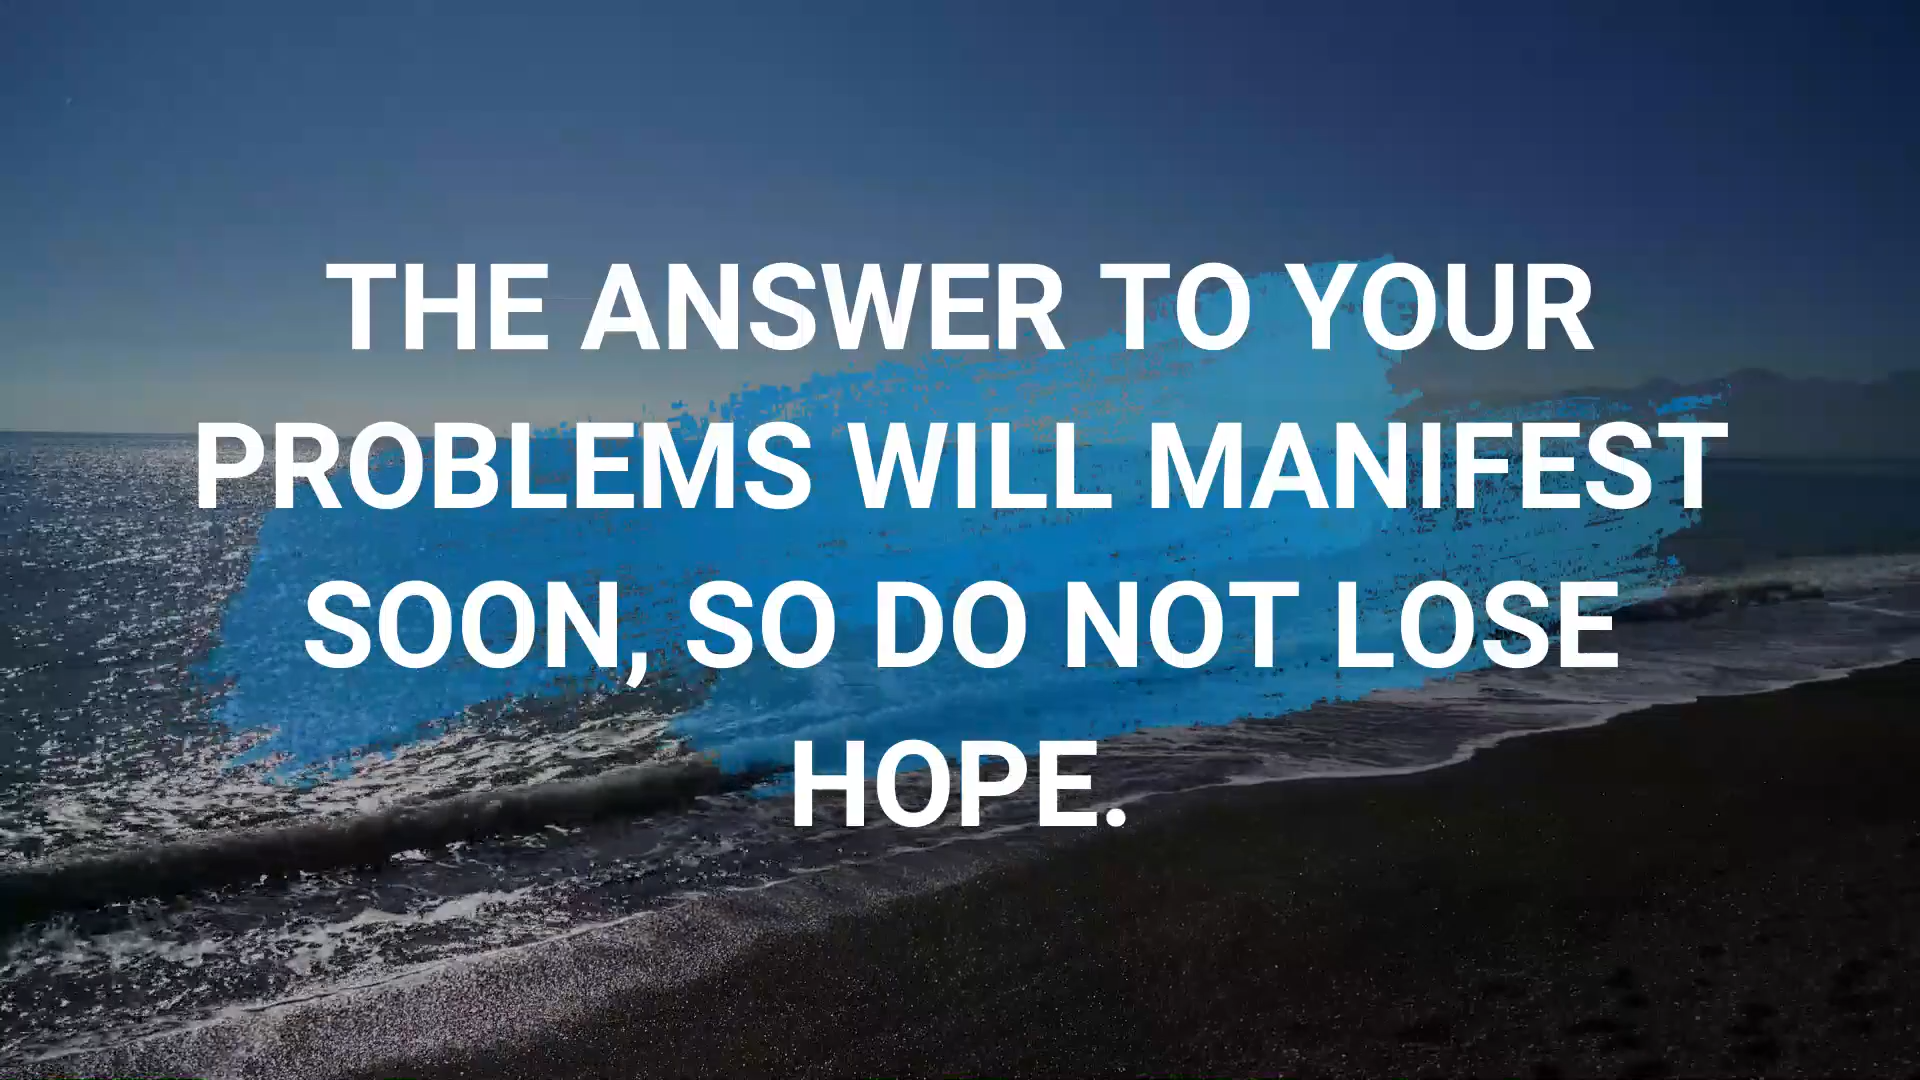 THE ANSWER TO YOUR
PROBLEMS WILL MANIFEST
SOON, SO DO NOT LOSE
HOPE.